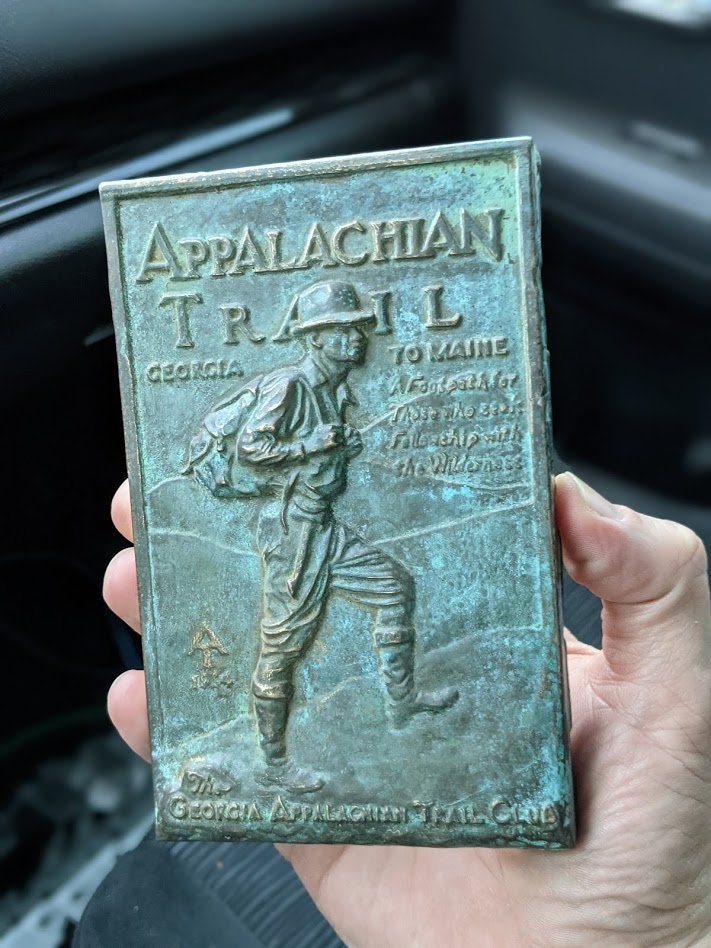 APPALACHIAN
TRAIL
GEORGIA TO MAINE
A Footpath for
Those who seek
Fellowship with
the Wilderness
AT
The
GEORGIA APPALACHIAN TRAIL CLUB